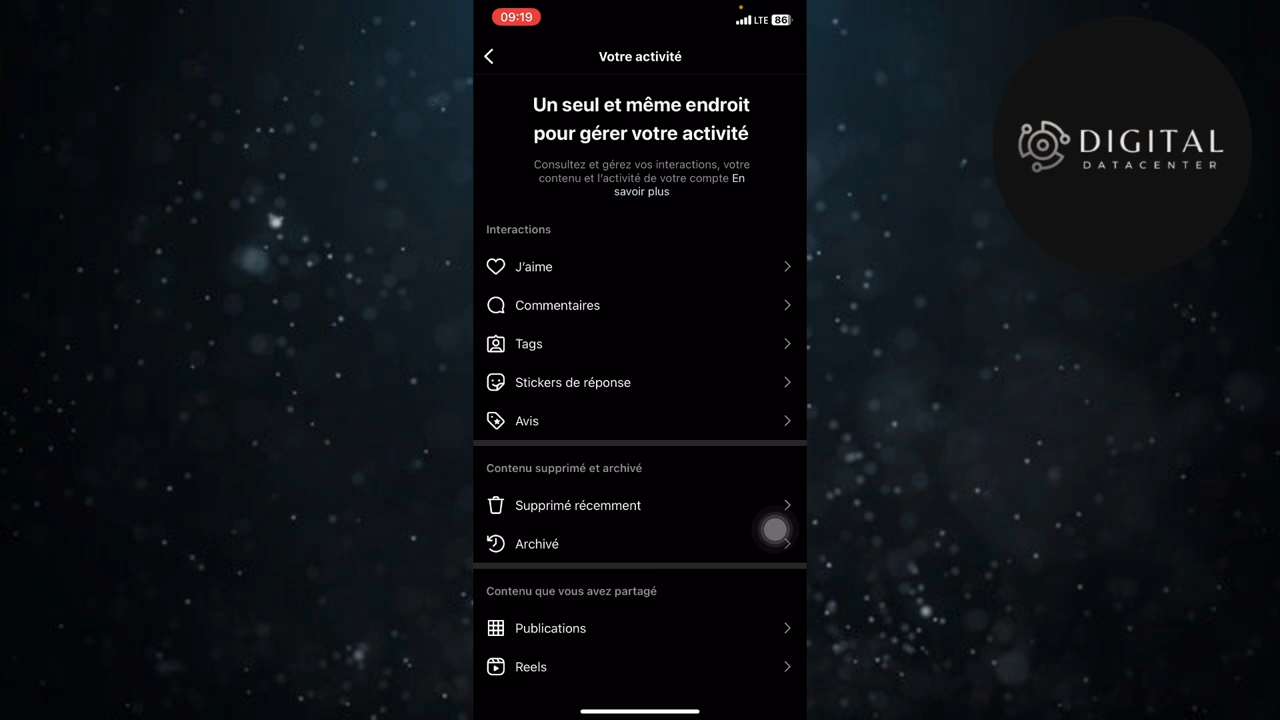 09:19
LTE 86
Votre activité
DIGITAL
DATACENTER
Un seul et même endroit
pour gérer votre activité
Consultez et gérez vos interactions, votre
contenu et l'activité de votre compte En
savoir plus
Interactions
J'aime
Commentaires
Tags
Stickers de réponse
Avis
Contenu supprimé et archivé
Supprimé récemment
Archivé
Contenu que vous avez partagé
Publications
Reels